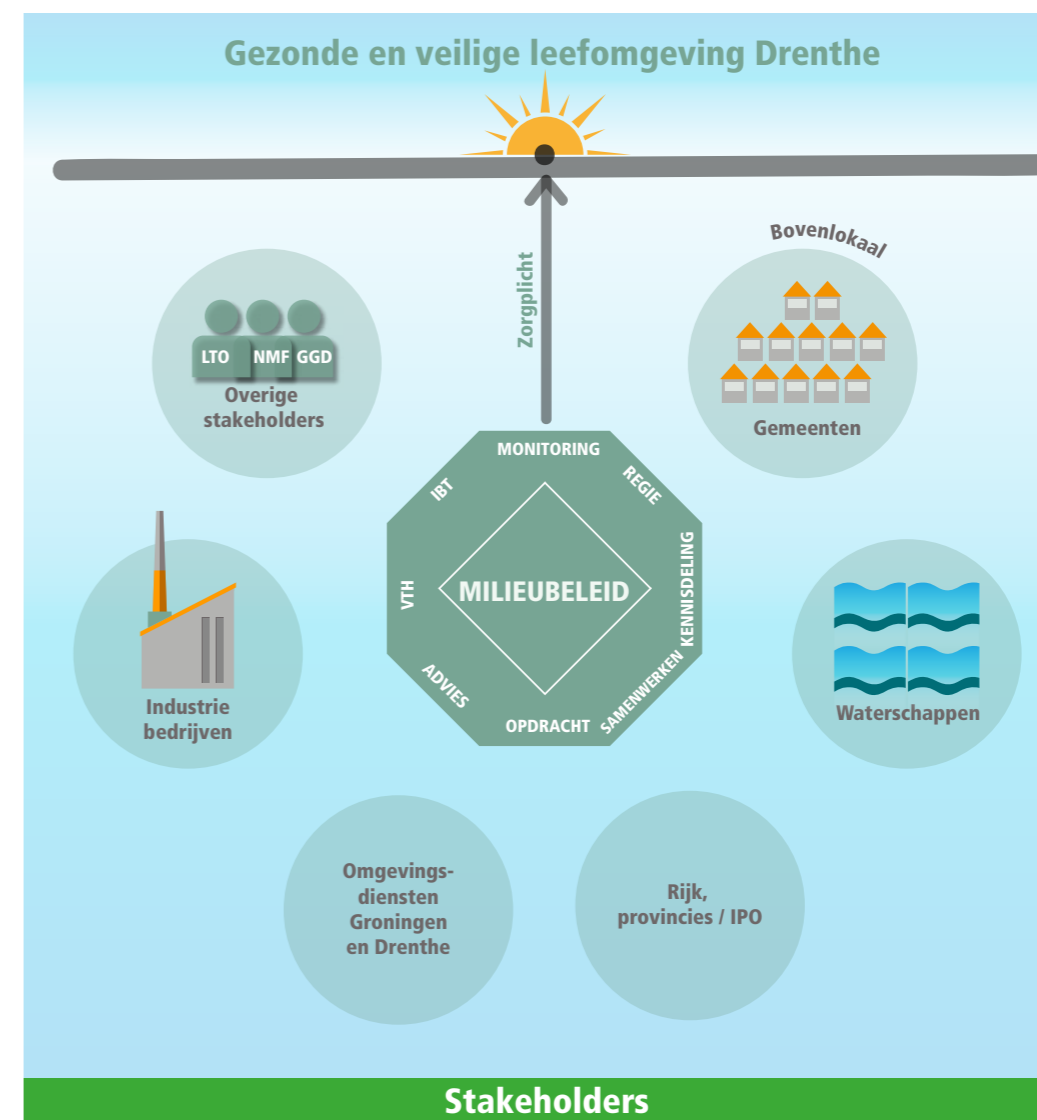 Gezonde en veilige leefomgeving Drenthe
Zorgplicht
Bovenlokaal
LTO NMF GGD
Overige
stakeholders
Gemeenten
MONITORING
IBT
REGIE
VTH
MILIEUBELEID
KENNISDELING
ADVIES
OPDRACHT
SAMENWERKEN
Industrie
bedrijven
Waterschappen
Omgevings-
diensten
Groningen
en Drenthe
Rijk,
provincies / IPO
Stakeholders